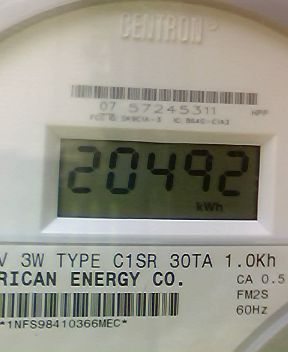 CENTRON®
07 57245311
HPP
20492
kWh
V 3W TYPE C1SR 30TA 1.0Kh
RICAN ENERGY CO.
CA 0.5
FM2S
60Hz
*1NFS98410366MEC*